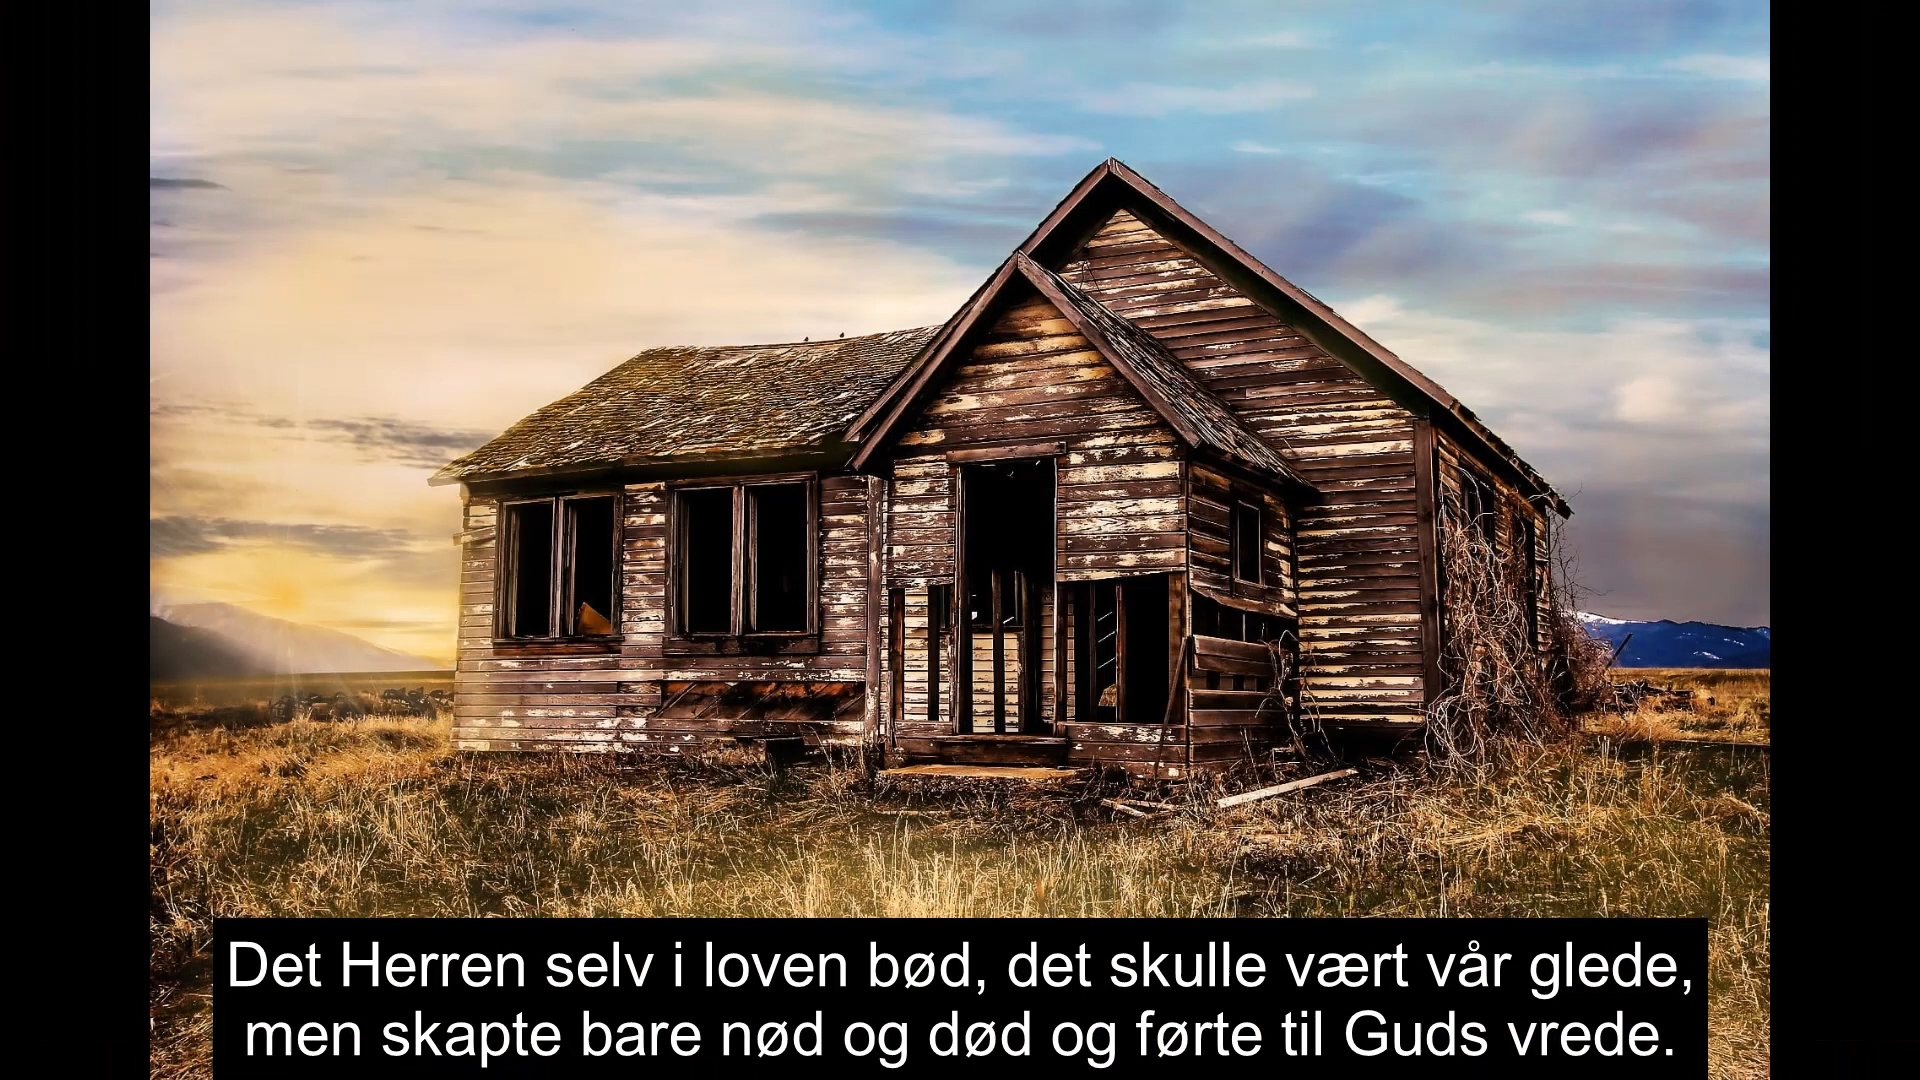 Det Herren selv i loven bød, det skulle vært vår glede,
men skapte bare nød og død og førte til Guds vrede.